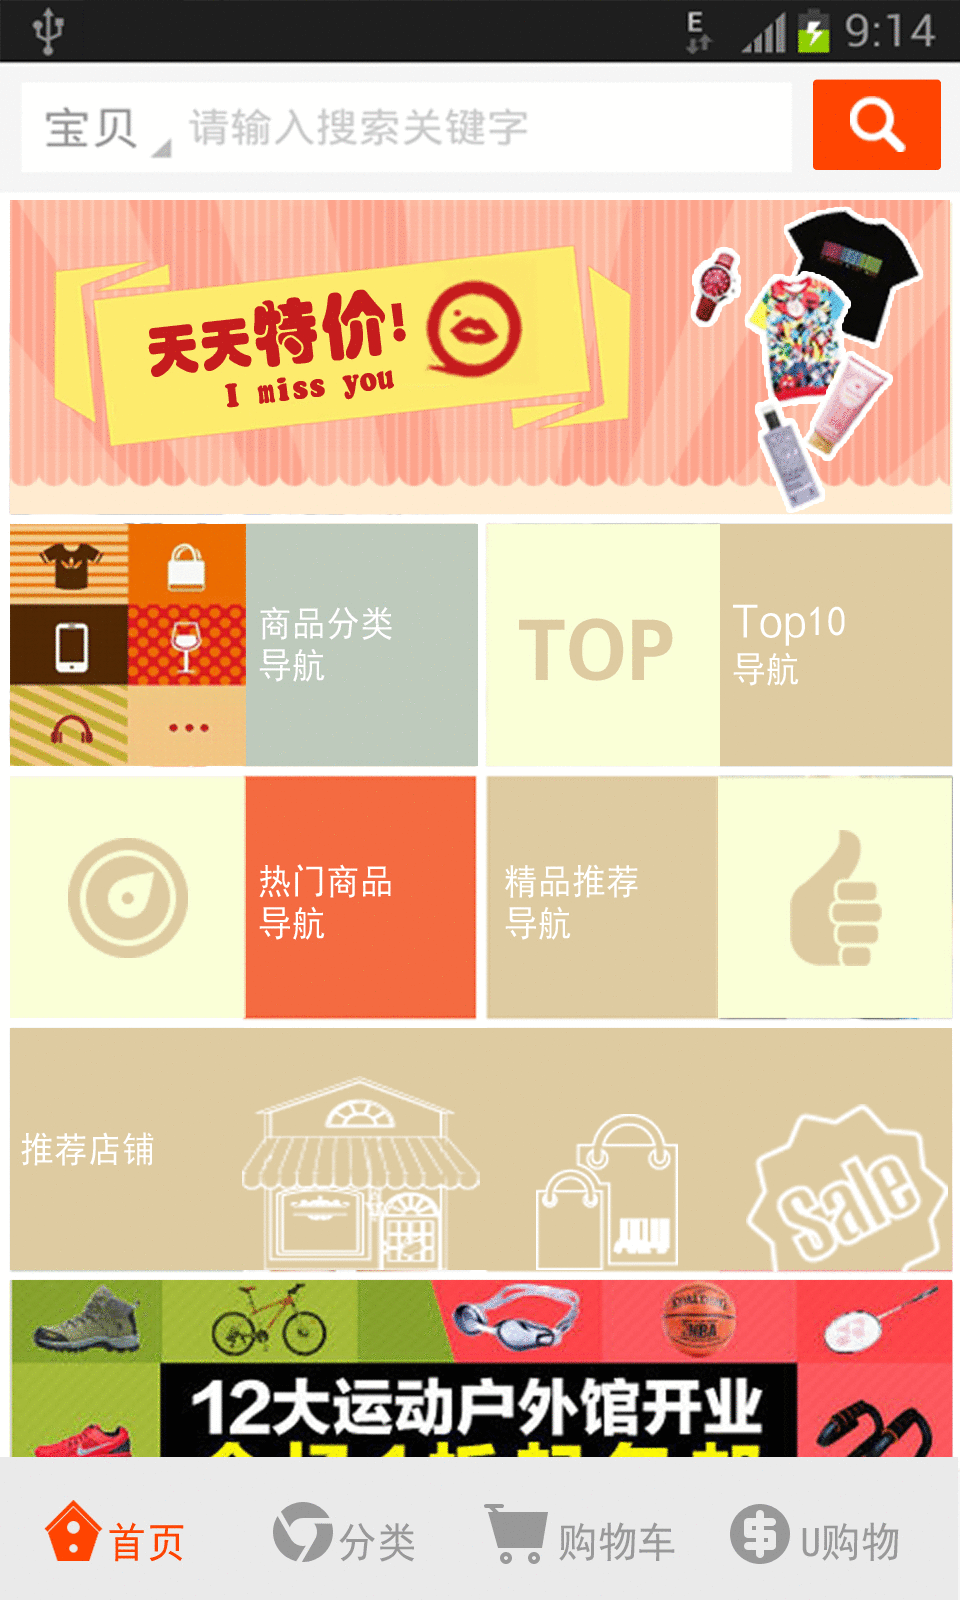 E
9:14
宝贝
请输入搜索关键字
天天特价!
I miss you
商品分类
导航
TOP
Top10
导航
热门商品
导航
精品推荐
导航
推荐店铺
Sale
SPALDING
NBA
12大运动户外馆开业
首页
分类
购物车
U购物